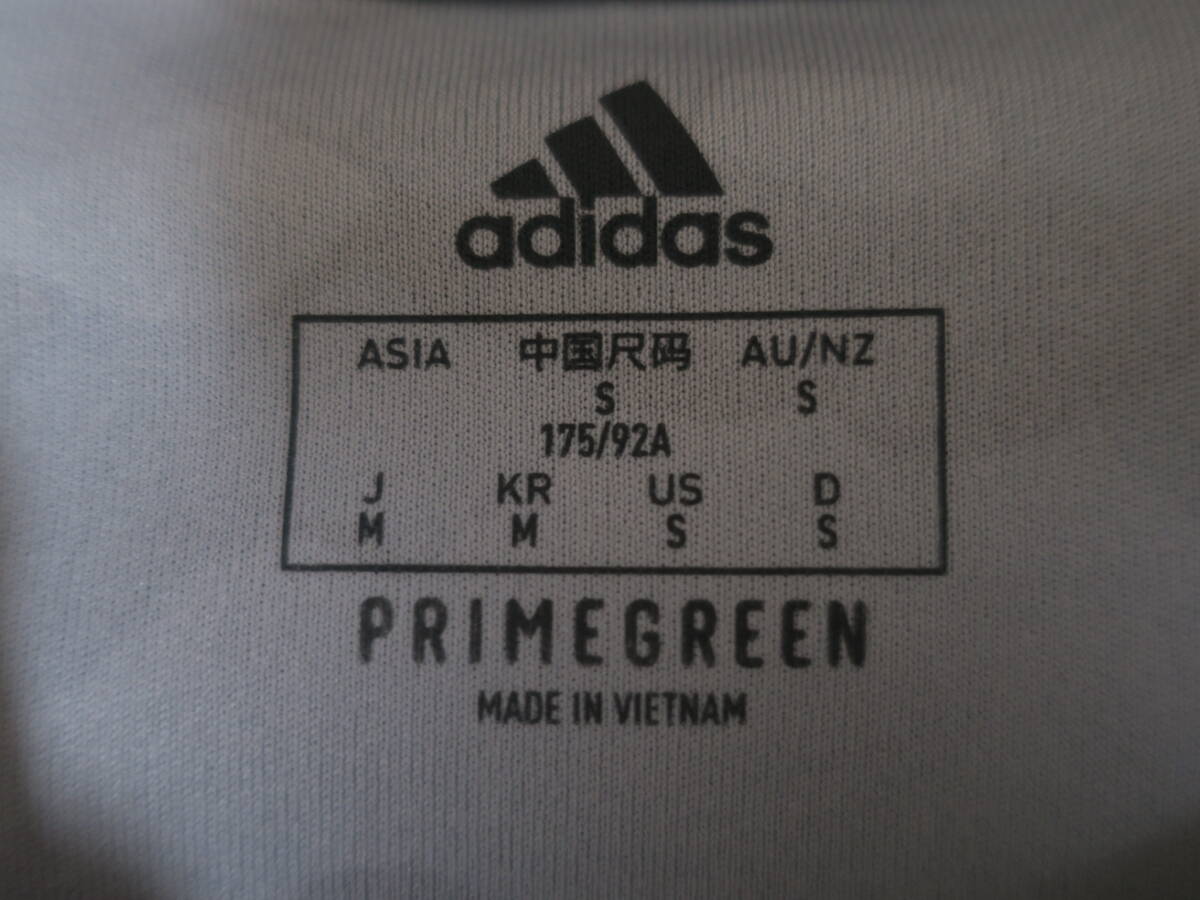 adidas
ASIA 中国尺码 AU/NZ
S S
175/92A
J KR US D
M M S S
PRIMEGREEN
MADE IN VIETNAM